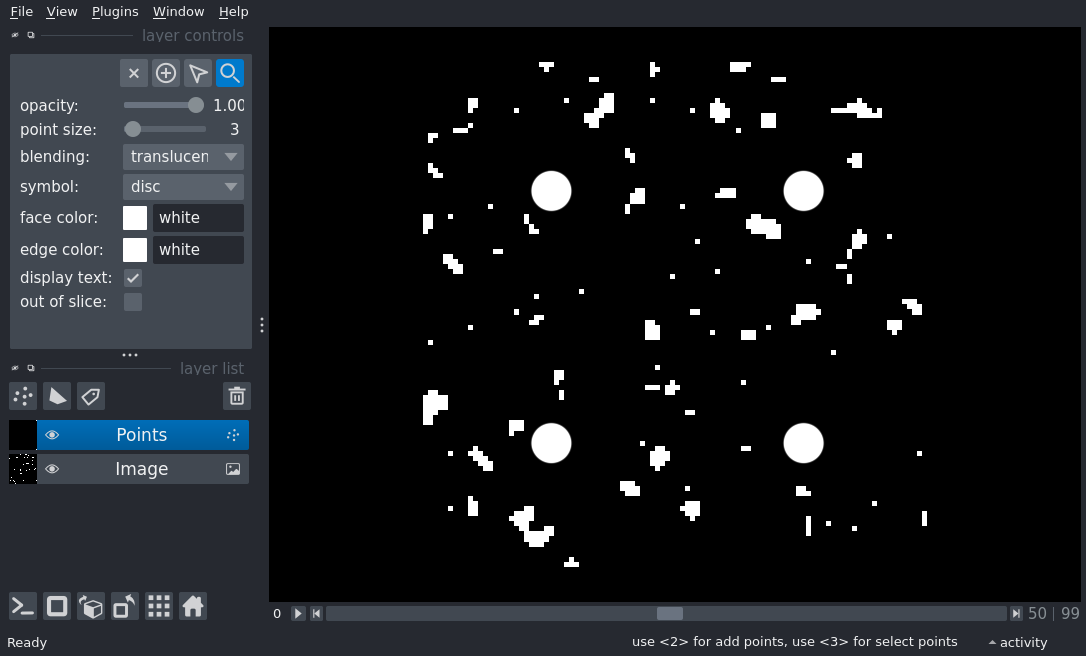 File View Plugins Window Help
layer controls
opacity: 1.00
point size: 3
blending: translucen
symbol: disc
face color: white
edge color: white
display text:
out of slice:
layer list
Points
Image
0 50 99
Ready use <2> for add points, use <3> for select points activity